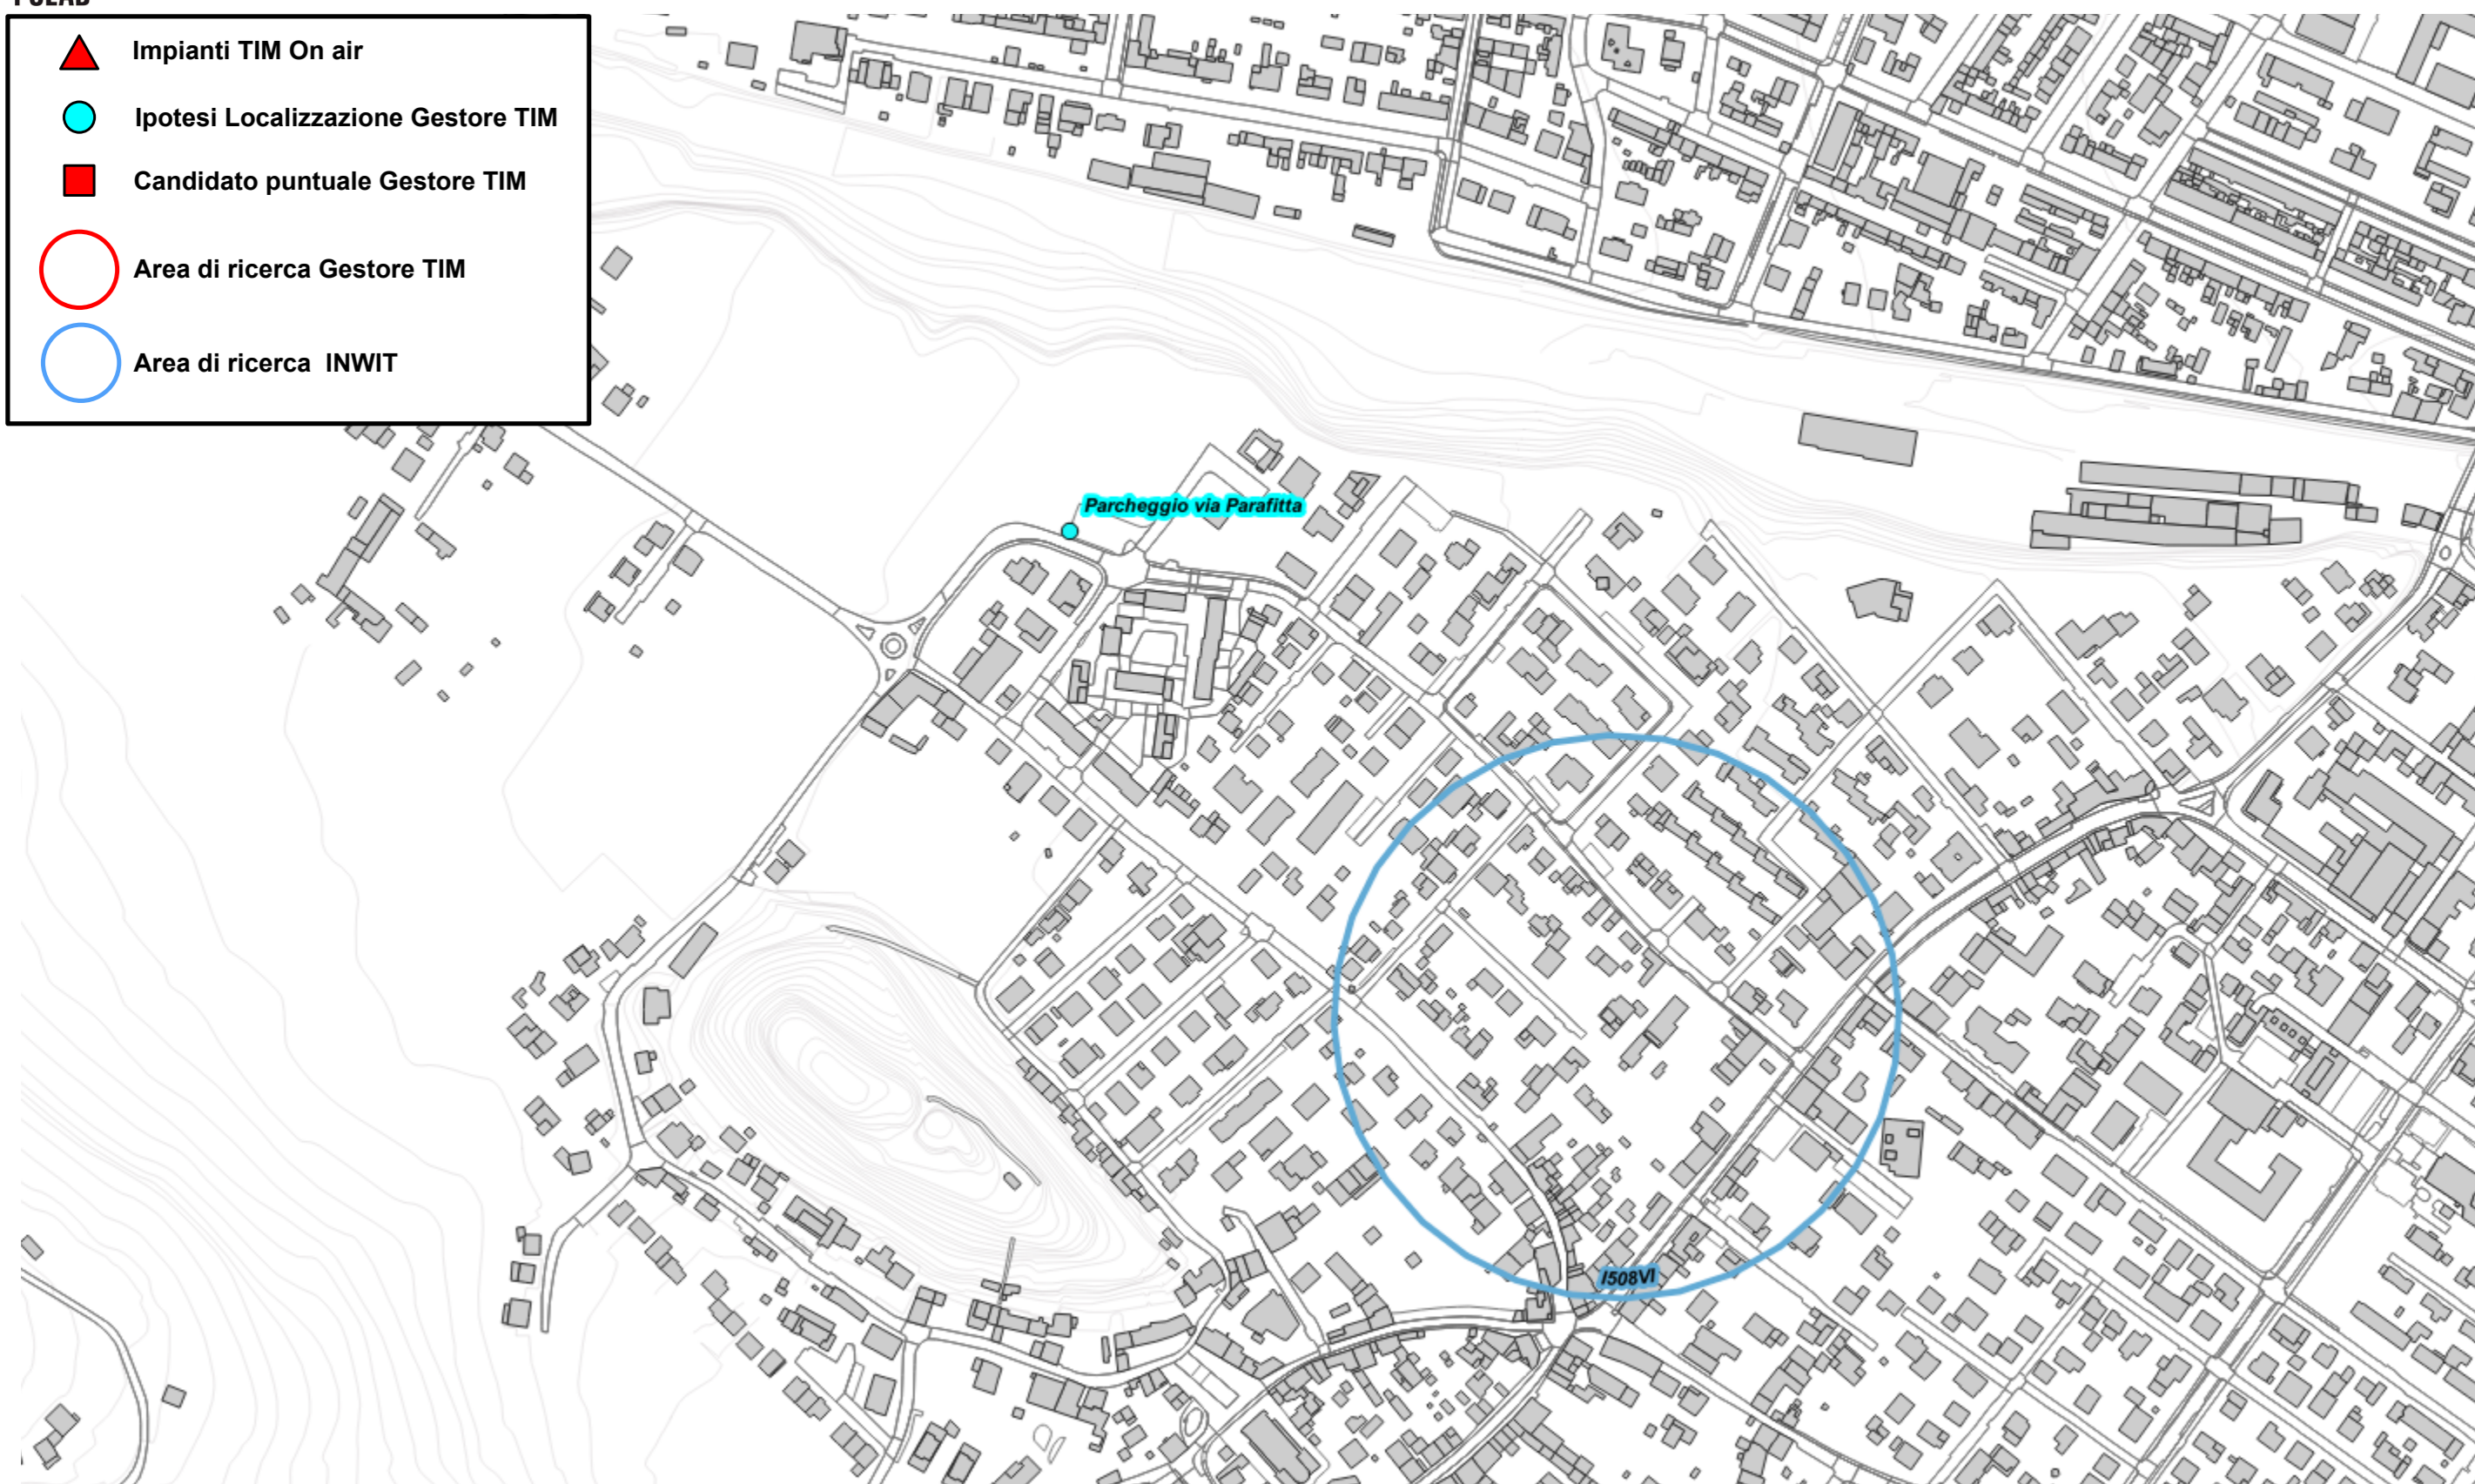 Impianti TIM On air
Ipotesi Localizzazione Gestore TIM
Candidato puntuale Gestore TIM
Area di ricerca Gestore TIM
Area di ricerca INWIT
Parcheggio via Parafitta
I508VI